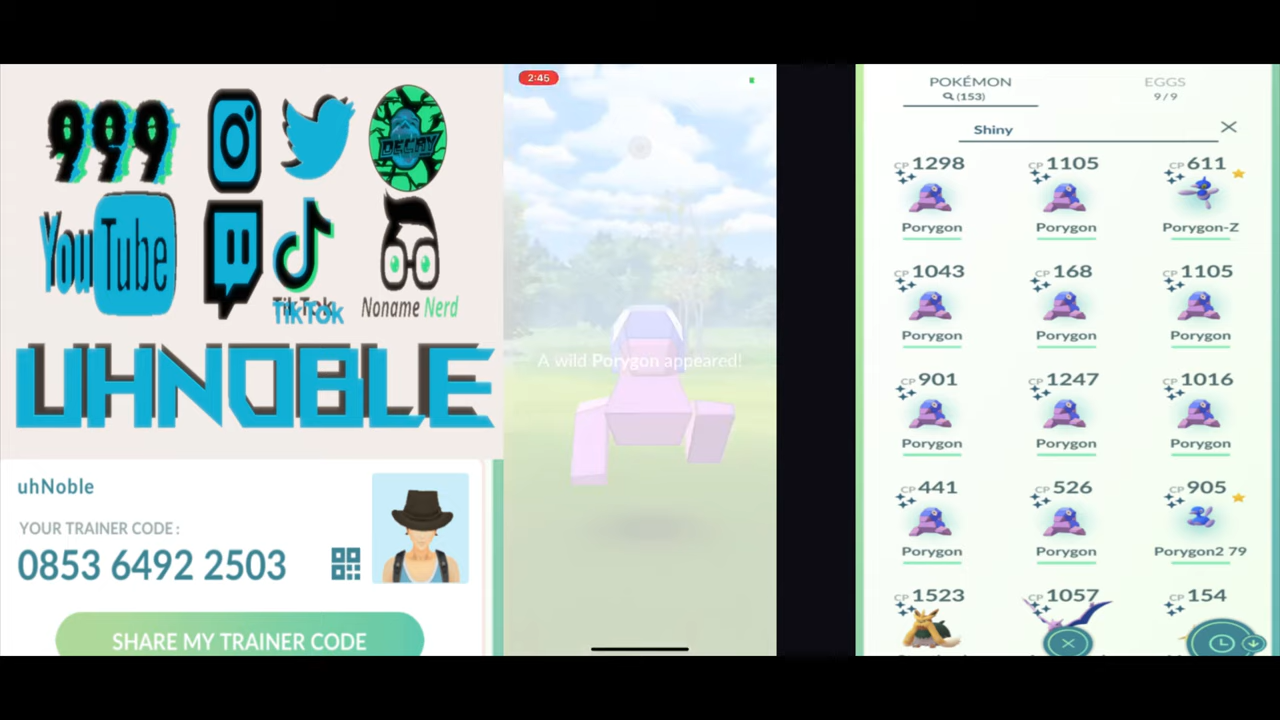 999
DECAY
YouTube
TikTok
TikTok
Noname Nerd
UHNOBLE
uhNoble
YOUR TRAINER CODE:
0853 6492 2503
SHARE MY TRAINER CODE
2:45
A wild Porygon appeared!
POKÉMON
EGGS
(153)
9/9
Shiny
CP1298
CP1105
CP611
Porygon
Porygon
Porygon-Z
CP1043
CP168
CP1105
Porygon
Porygon
Porygon
CP901
CP1247
CP1016
Porygon
Porygon
Porygon
CP441
CP526
CP905
Porygon
Porygon
Porygon2 79
CP1523
CP1057
CP154